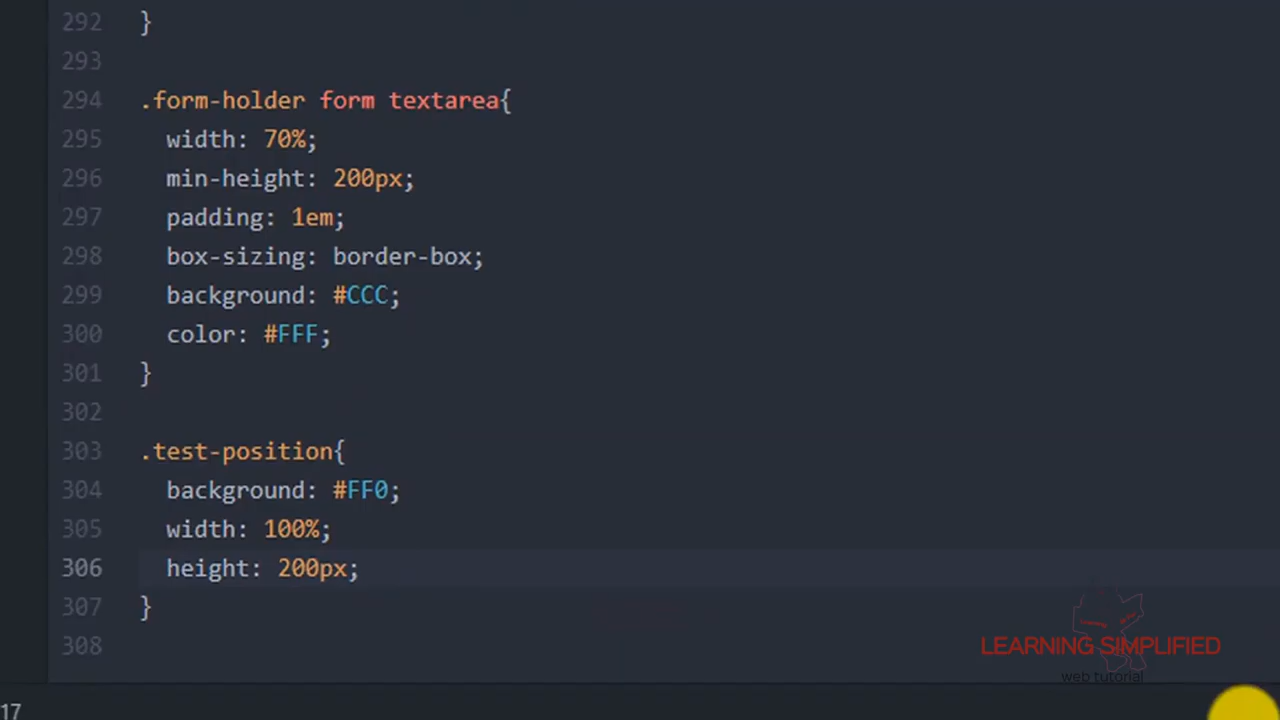 292 }
293
294 .form-holder form textarea{
295 width: 70%;
296 min-height: 200px;
297 padding: 1em;
298 box-sizing: border-box;
299 background: #CCC;
300 color: #FFF;
301 }
302
303 .test-position{
304 background: #FF0;
305 width: 100%;
306 height: 200px;
307 }
308
LEARNING SIMPLIFIED
web tutorial
17